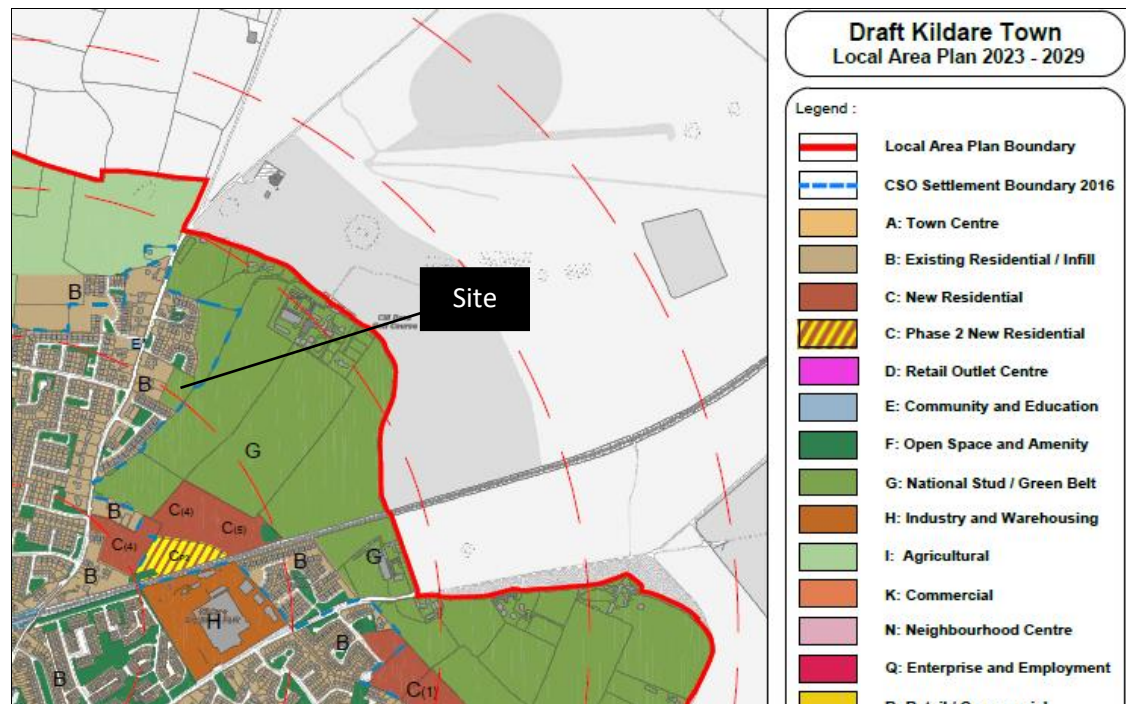 Draft Kildare Town
Local Area Plan 2023 - 2029
Legend :
Local Area Plan Boundary
CSO Settlement Boundary 2016
A: Town Centre
B: Existing Residential / Infill
C: New Residential
C: Phase 2 New Residential
D: Retail Outlet Centre
E: Community and Education
F: Open Space and Amenity
G: National Stud / Green Belt
H: Industry and Warehousing
I: Agricultural
K: Commercial
N: Neighbourhood Centre
Q: Enterprise and Employment
Site
B
E
B
G
C(4)
B
C(5)
C(4)
B
B
G
H
B
B
C(1)